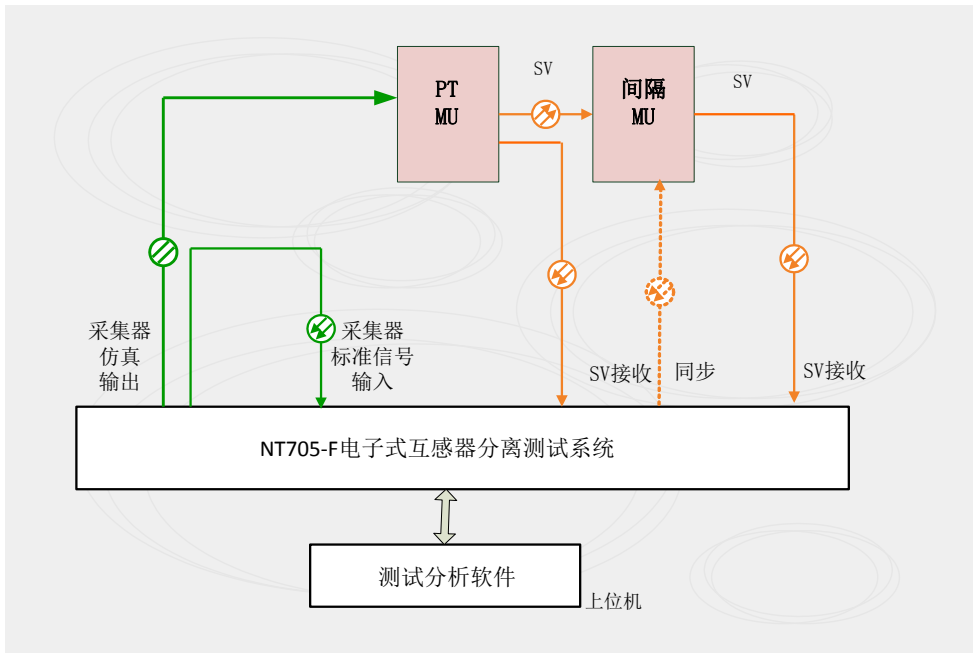 PT
MU
SV
间隔
MU
SV
采集器
仿真
输出
采集器
标准信号
输入
SV接收
同步
SV接收
NT705-F电子式互感器分离测试系统
测试分析软件
上位机